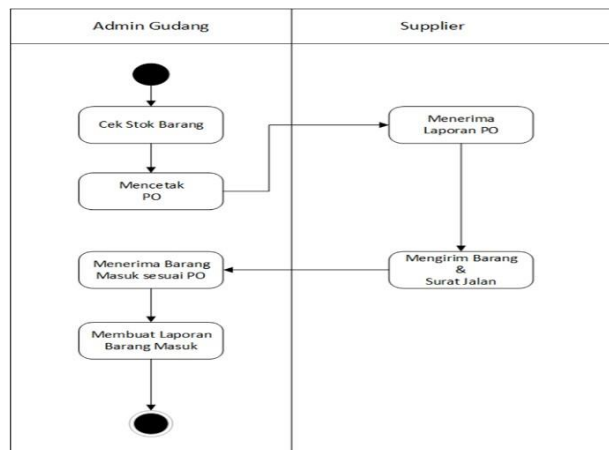 Admin Gudang
Supplier
Cek Stok Barang
Mencetak
PO
Menerima
Laporan PO
Mengirim Barang
&
Surat Jalan
Menerima Barang
Masuk sesuai PO
Membuat Laporan
Barang Masuk